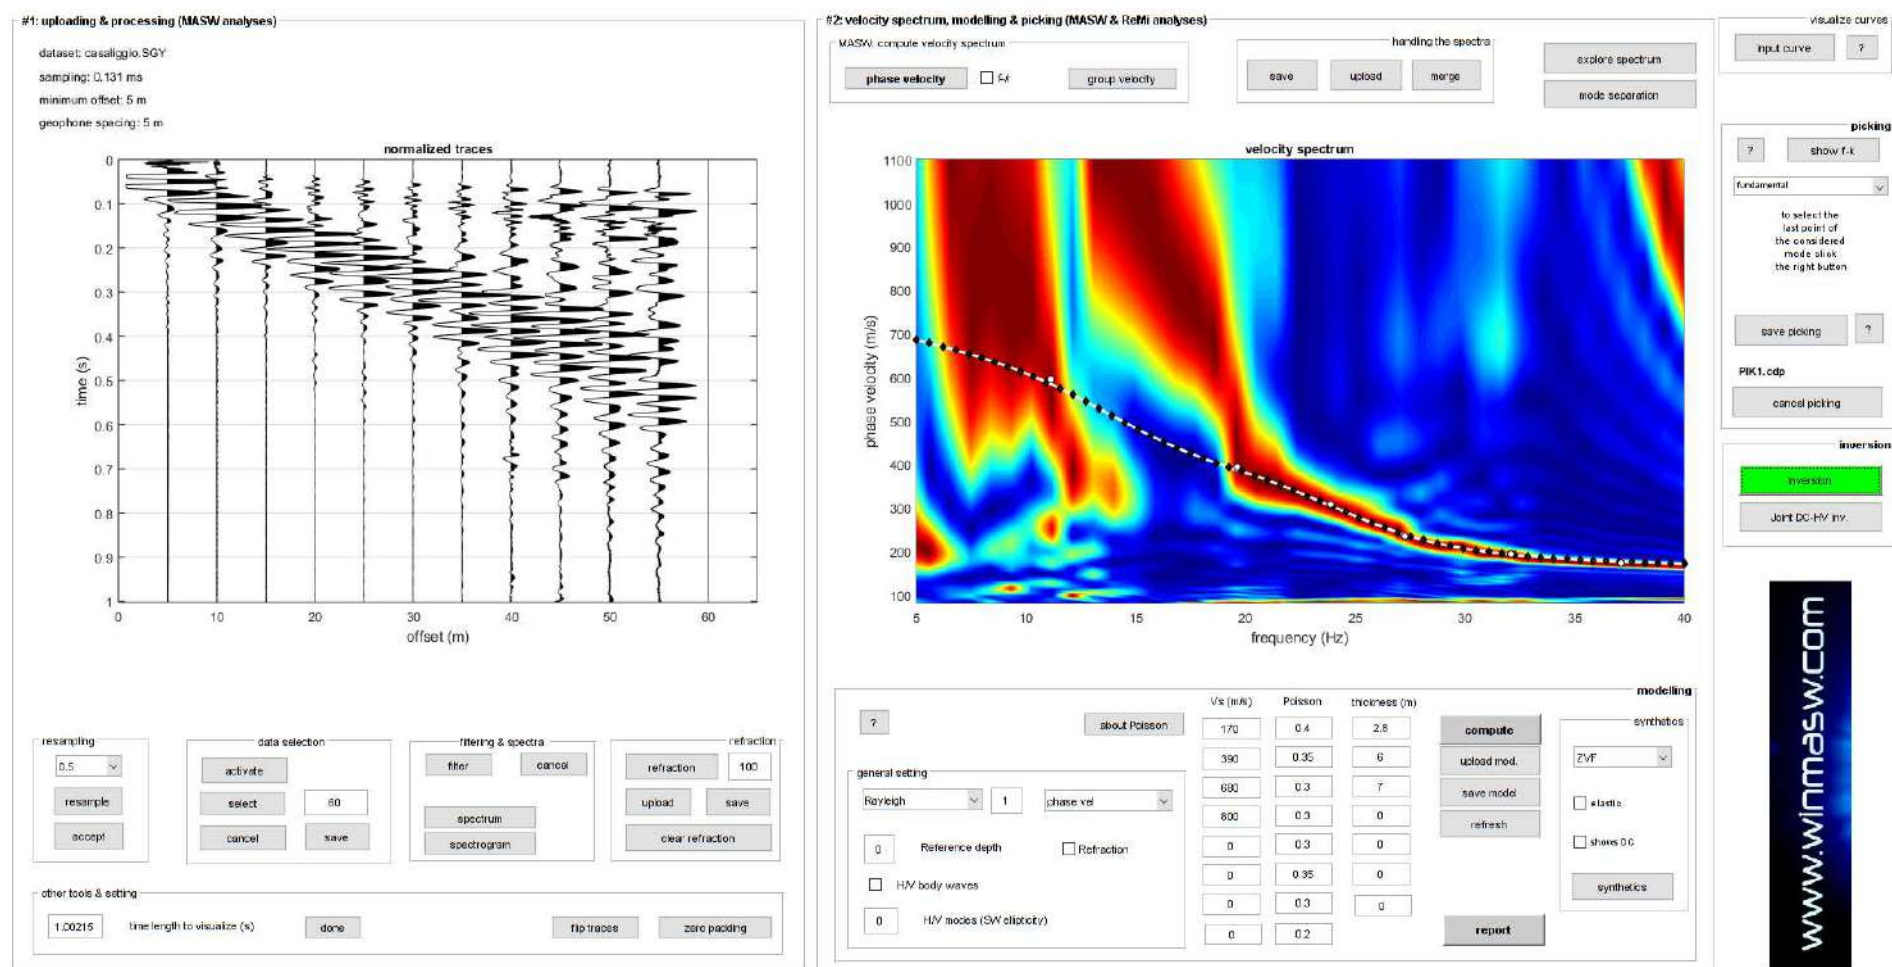 #1: uploading & processing (MASW analyses)
dataset: casaliggio.SGY
sampling: 0.131 ms
minimum offset: 5 m
geophone spacing: 5 m
normalized traces
0
0.1
0.2
0.3
0.4
0.5
0.6
0.7
0.8
0.9
1
time (s)
0 10 20 30 40 50 60
offset (m)
resampling
0.5
resample
accept
data selection
activate
select 60
cancel save
filtering & spectra
filter cancel
spectrum
spectrogram
refraction
refraction 100
upload save
clear refraction
other tools & setting
1.00215 time length to visualize (s) done flip traces zero padding
#2: velocity spectrum, modelling & picking (MASW & ReMi analyses)
MASW: compute velocity spectrum
phase velocity f-k group velocity
handling the spectra
save upload merge
explore spectrum
mode separation
velocity spectrum
1100
1000
900
800
700
600
500
400
300
200
100
phase velocity (m/s)
5 10 15 20 25 30 35 40
frequency (Hz)
modelling
? about Poisson
general setting
Rayleigh 1 phase vel
0 Reference depth Refraction
H/V body waves
0 H/V modes (SW ellipticity)
Vs (m/s) Poisson thickness (m)
170 0.4 2.8
390 0.35 6
680 0.3 7
800 0.3 0
0 0.3 0
0 0.35 0
0 0.3 0
0 0.2
compute
upload mod.
save model
refresh
report
synthetics
ZVF
elastic
shows DC
synthetics
visualize curves
input curve ?
picking
? show f-k
fundamental
to select the
last point of
the considered
mode click
the right button
save picking ?
PIK1.cdp
cancel picking
inversion
inversion
Joint DC-HV inv.
www.winmasw.com